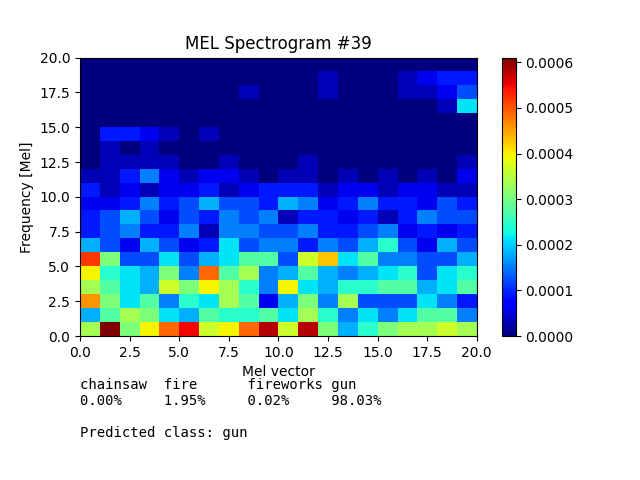 MEL Spectrogram #39
20.0
17.5
15.0
12.5
10.0
7.5
5.0
2.5
0.0
Frequency [Mel]
0.0 2.5 5.0 7.5 10.0 12.5 15.0 17.5 20.0
Mel vector
0.0006
0.0005
0.0004
0.0003
0.0002
0.0001
0.0000
chainsaw fire fireworks gun
0.00% 1.95% 0.02% 98.03%
Predicted class: gun